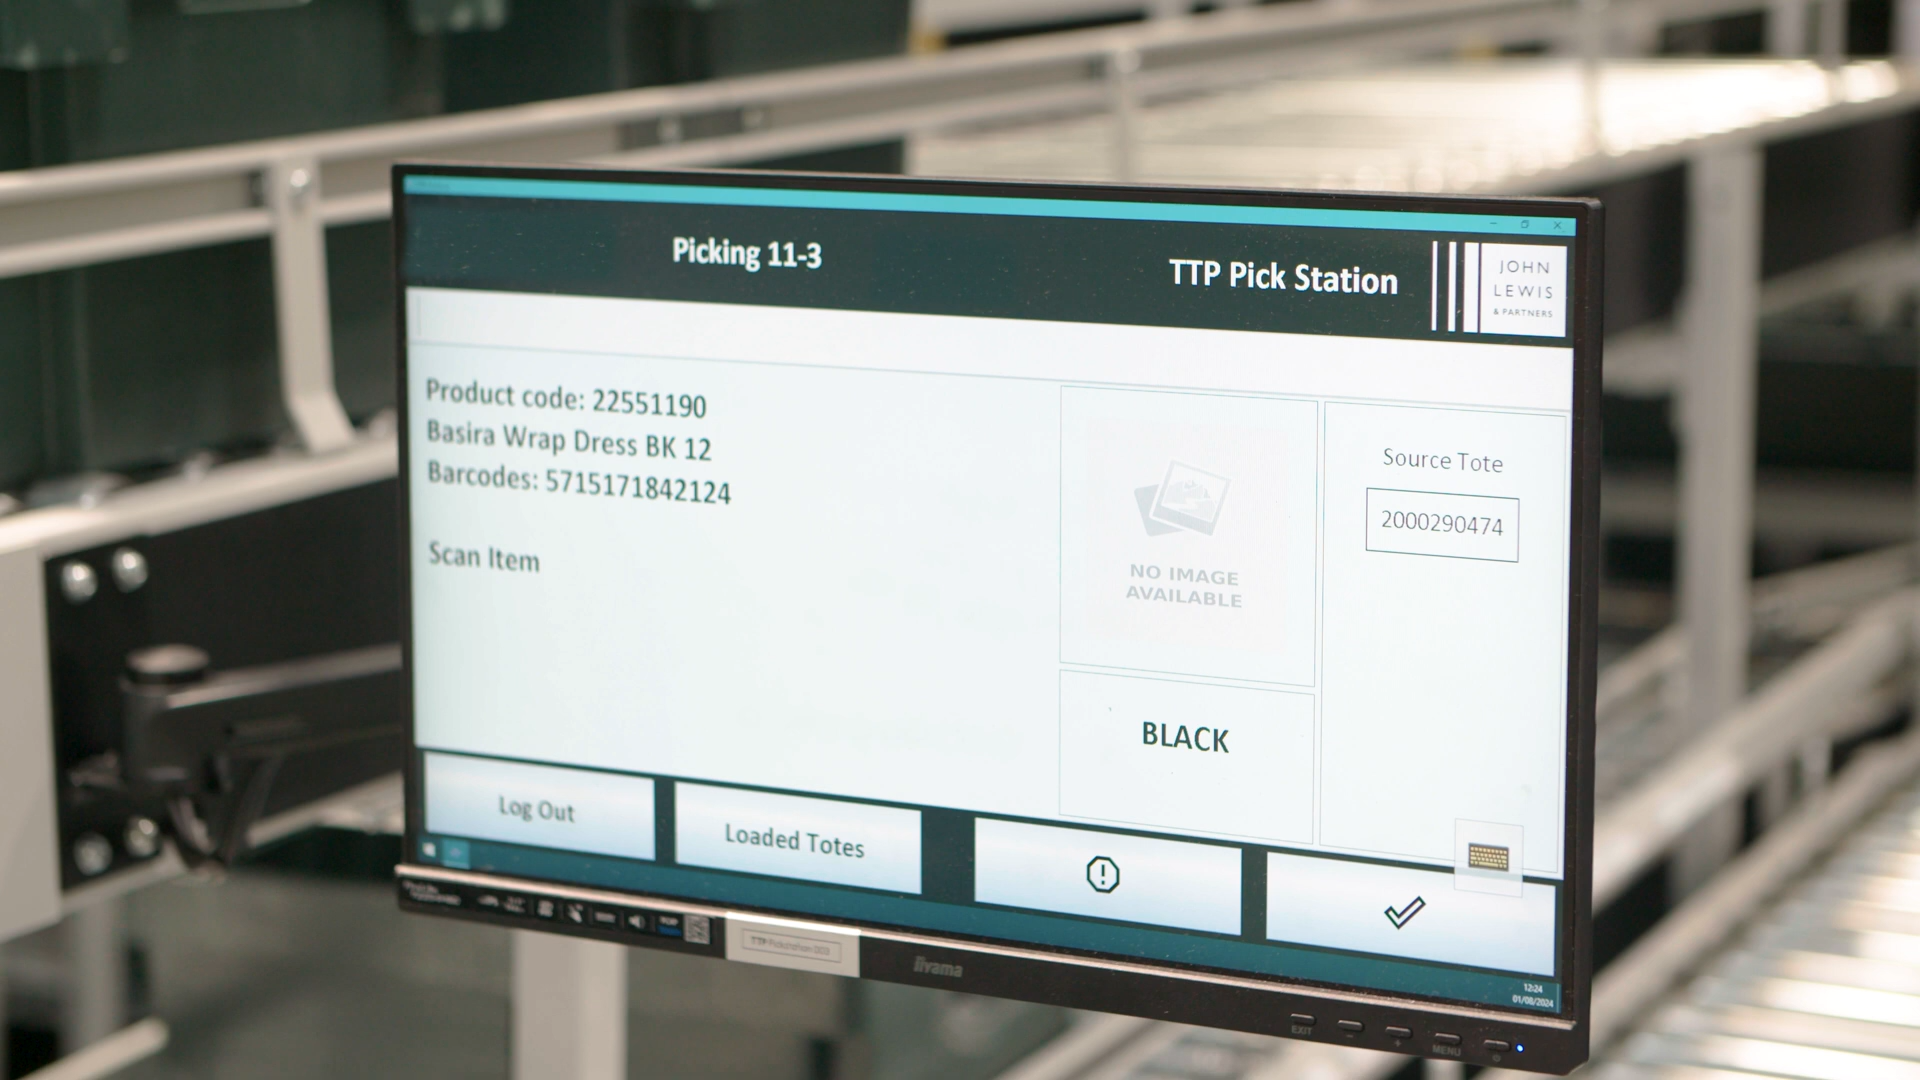 Picking 11-3
TTP Pick Station
JOHN
LEWIS
& PARTNERS
Product code: 22551190
Basira Wrap Dress BK 12
Barcodes: 5715171842124
Scan Item
NO IMAGE
AVAILABLE
BLACK
Source Tote
2000290474
Log Out
Loaded Totes
12:24
01/08/2024
iiyama
EXIT
MENU